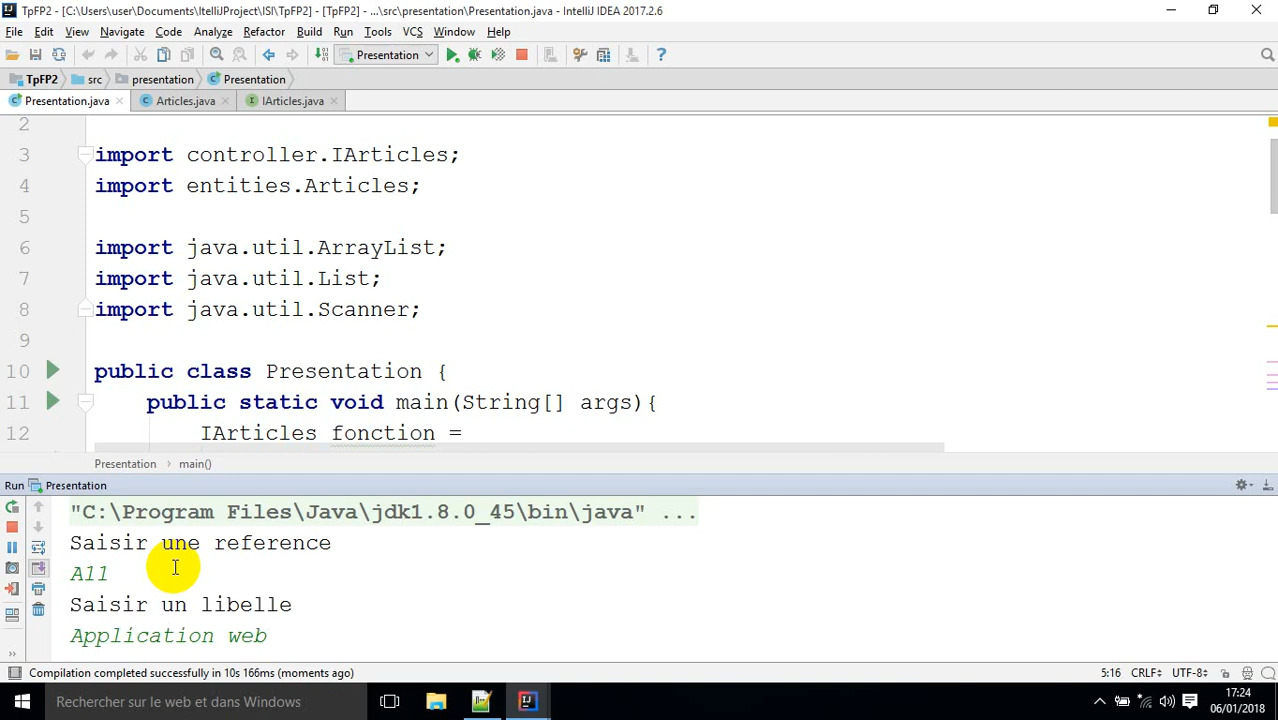 TpFP2 - [C:\Users\user\Documents\ItelliJProject\ISI\TpFP2] - [TpFP2] - ...\src\presentation\Presentation.java - IntelliJ IDEA 2017.2.6
File Edit View Navigate Code Analyze Refactor Build Run Tools VCS Window Help
Presentation
TpFP2 src presentation Presentation
Presentation.java Articles.java IArticles.java
2
3 import controller.IArticles;
4 import entities.Articles;
5
6 import java.util.ArrayList;
7 import java.util.List;
8 import java.util.Scanner;
9
10 public class Presentation {
11 public static void main(String[] args){
12 IArticles fonction =
Presentation main()
Run Presentation
"C:\Program Files\Java\jdk1.8.0_45\bin\java" ...
Saisir une reference
A11
Saisir un libelle
Application web
Compilation completed successfully in 10s 166ms (moments ago) 5:16 CRLF UTF-8
Rechercher sur le web et dans Windows
17:24
06/01/2018